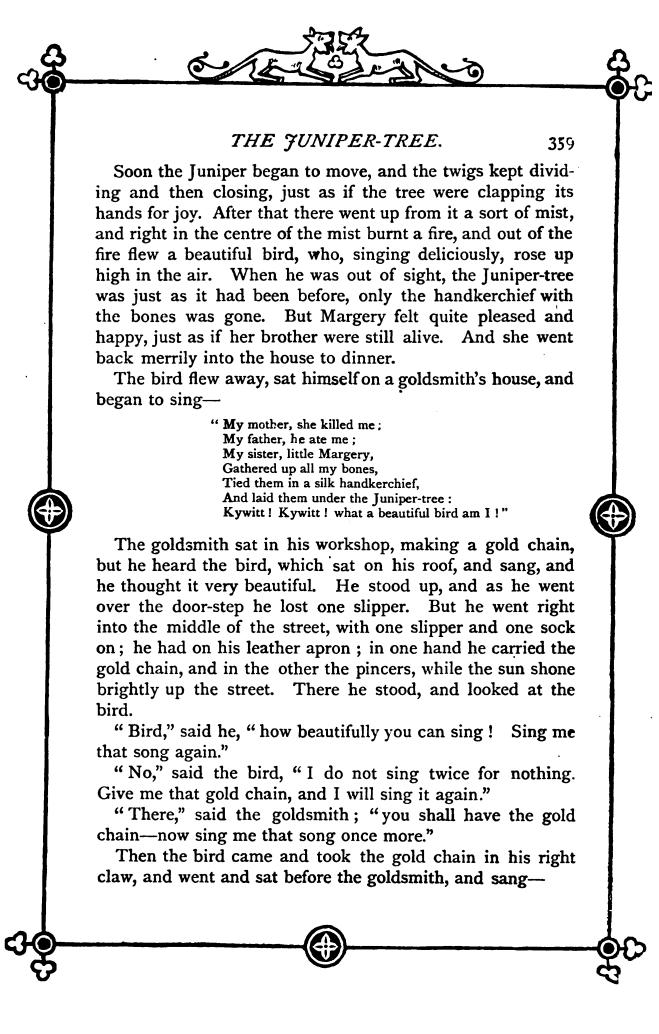 THE JUNIPER-TREE. 359
Soon the Juniper began to move, and the twigs kept divid-
ing and then closing, just as if the tree were clapping its
hands for joy. After that there went up from it a sort of mist,
and right in the centre of the mist burnt a fire, and out of the
fire flew a beautiful bird, who, singing deliciously, rose up
high in the air. When he was out of sight, the Juniper-tree
was just as it had been before, only the handkerchief with
the bones was gone. But Margery felt quite pleased and
happy, just as if her brother were still alive. And she went
back merrily into the house to dinner.
The bird flew away, sat himself on a goldsmith's house, and
began to sing—
" My mother, she killed me ;
My father, he ate me ;
My sister, little Margery,
Gathered up all my bones,
Tied them in a silk handkerchief,
And laid them under the Juniper-tree :
Kywitt ! Kywitt ! what a beautiful bird am I ! "
The goldsmith sat in his workshop, making a gold chain,
but he heard the bird, which sat on his roof, and sang, and
he thought it very beautiful. He stood up, and as he went
over the door-step he lost one slipper. But he went right
into the middle of the street, with one slipper and one sock
on ; he had on his leather apron ; in one hand he carried the
gold chain, and in the other the pincers, while the sun shone
brightly up the street. There he stood, and looked at the
bird.
" Bird," said he, " how beautifully you can sing ! Sing me
that song again."
" No," said the bird, " I do not sing twice for nothing.
Give me that gold chain, and I will sing it again."
" There," said the goldsmith ; " you shall have the gold
chain—now sing me that song once more."
Then the bird came and took the gold chain in his right
claw, and went and sat before the goldsmith, and sang—